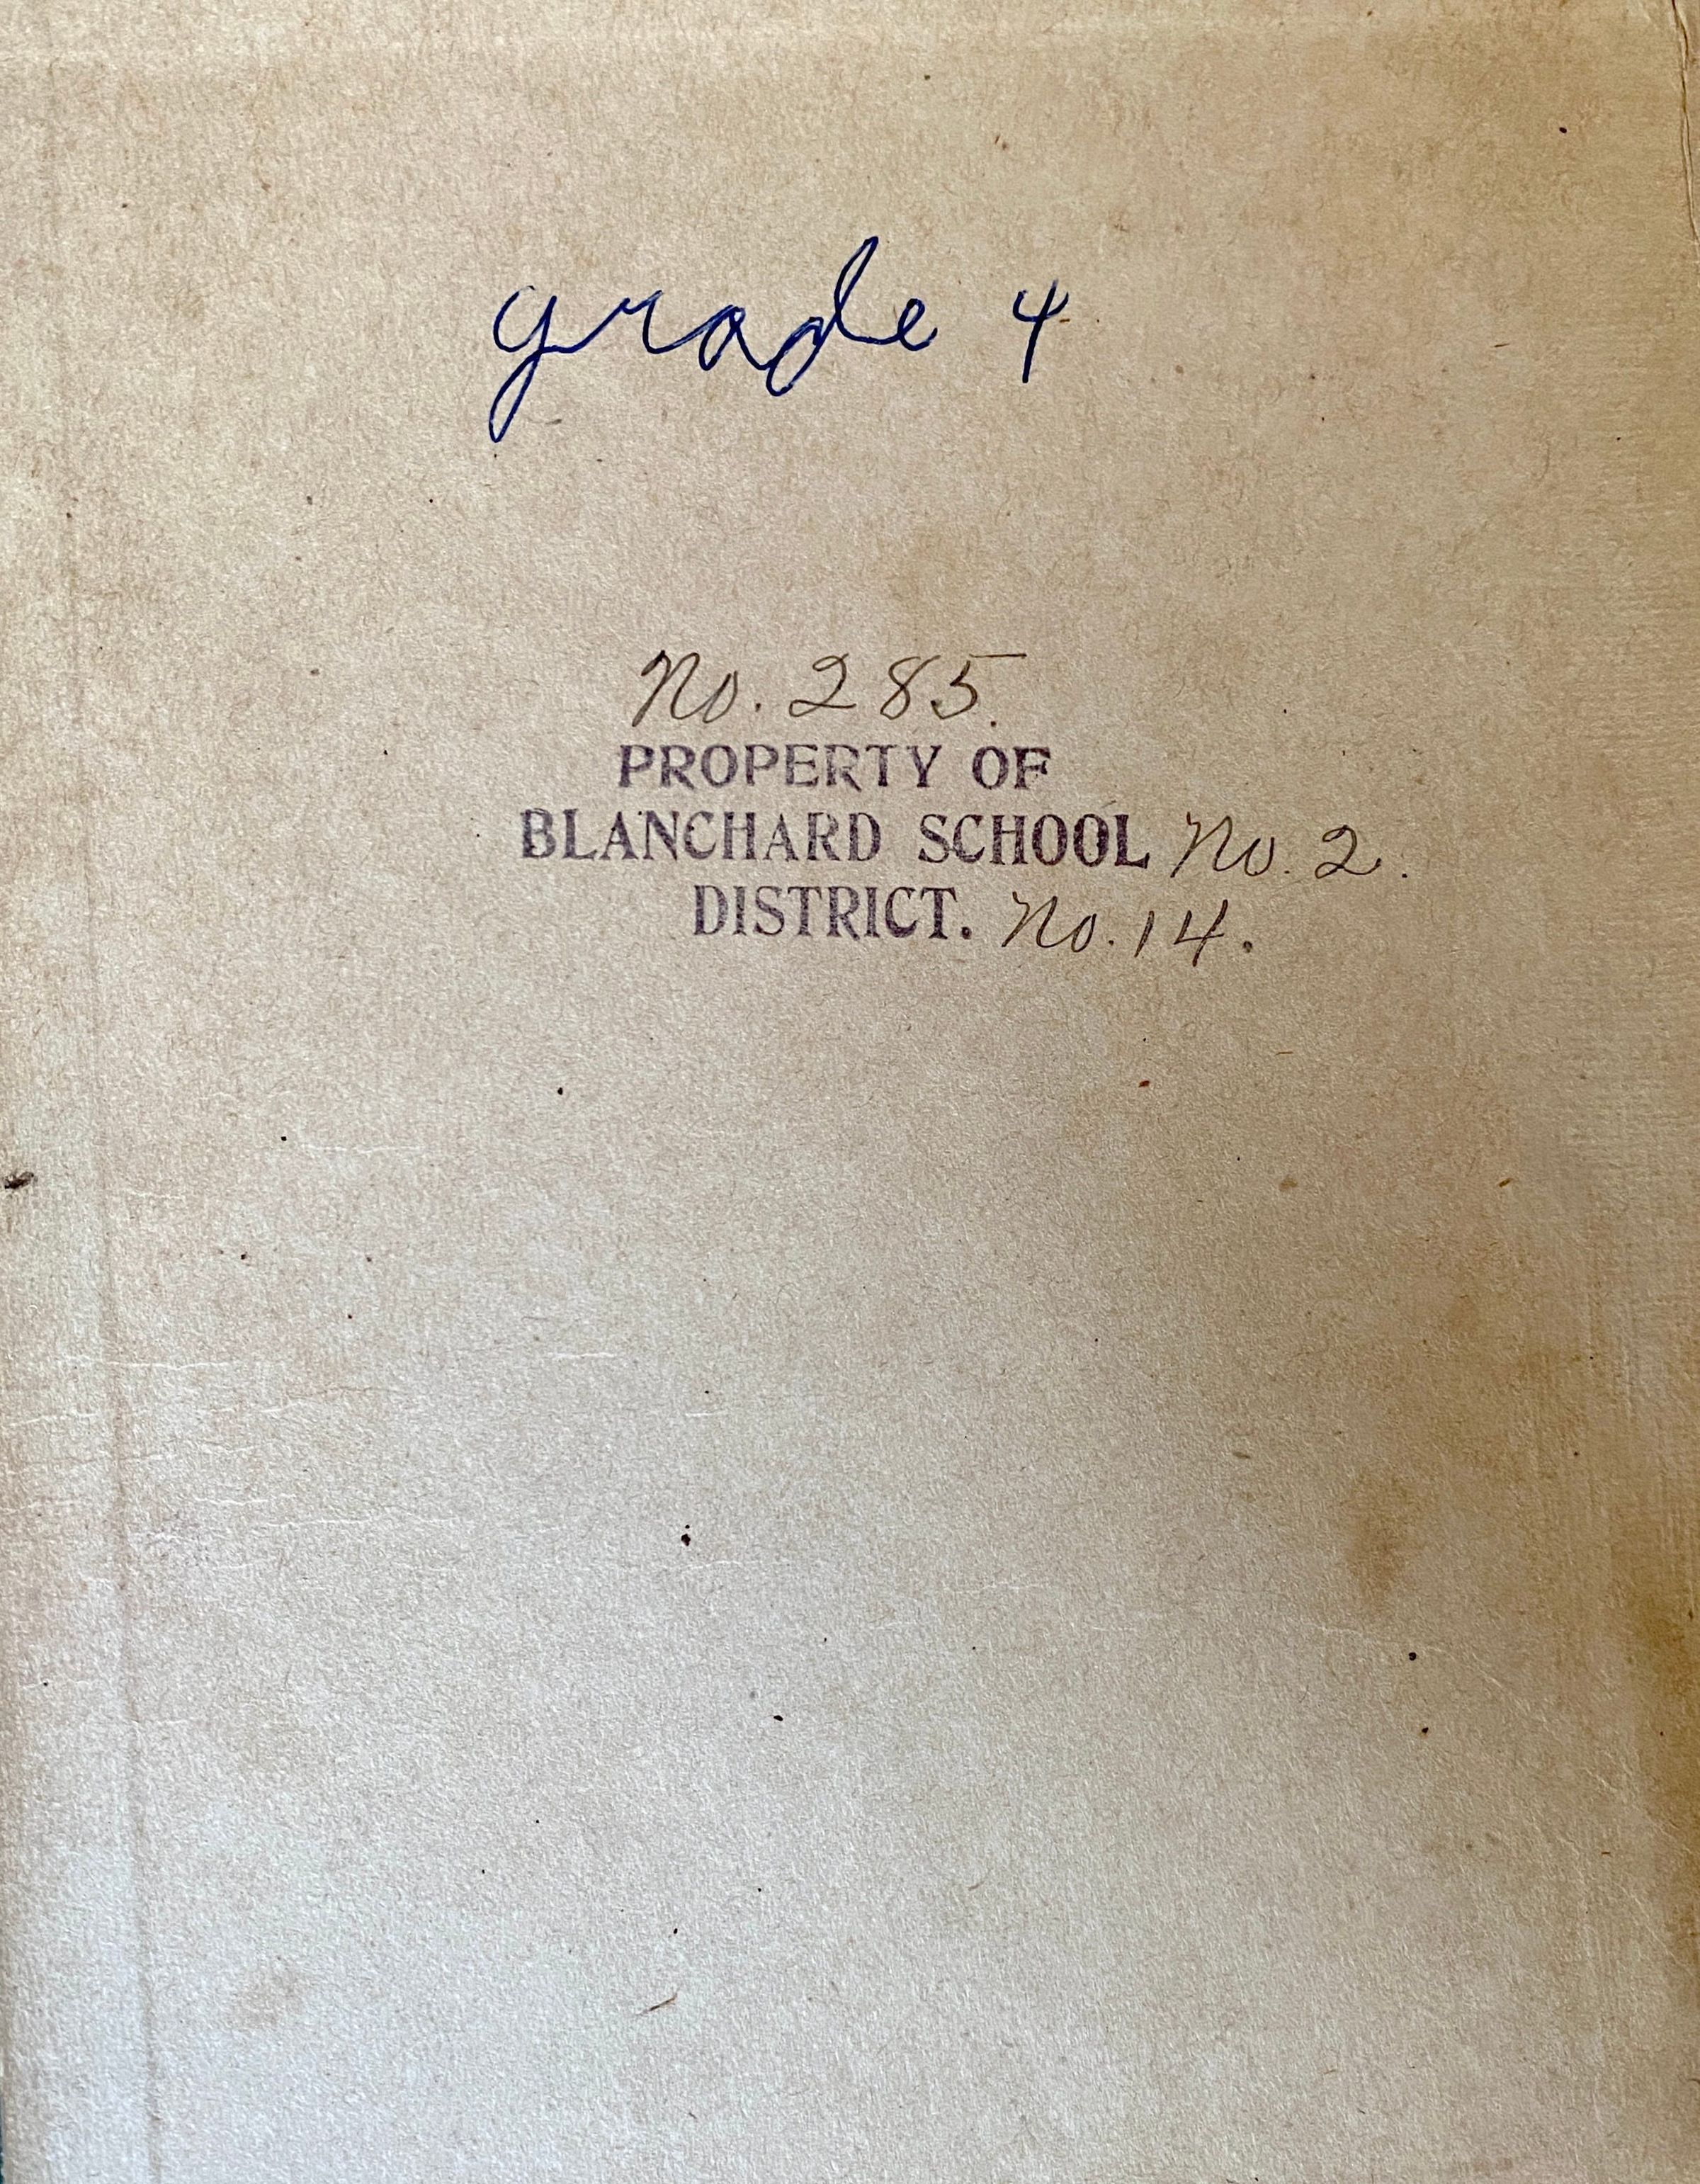 grade 4
No. 285.
PROPERTY OF
BLANCHARD SCHOOL No. 2.
DISTRICT. No. 14.